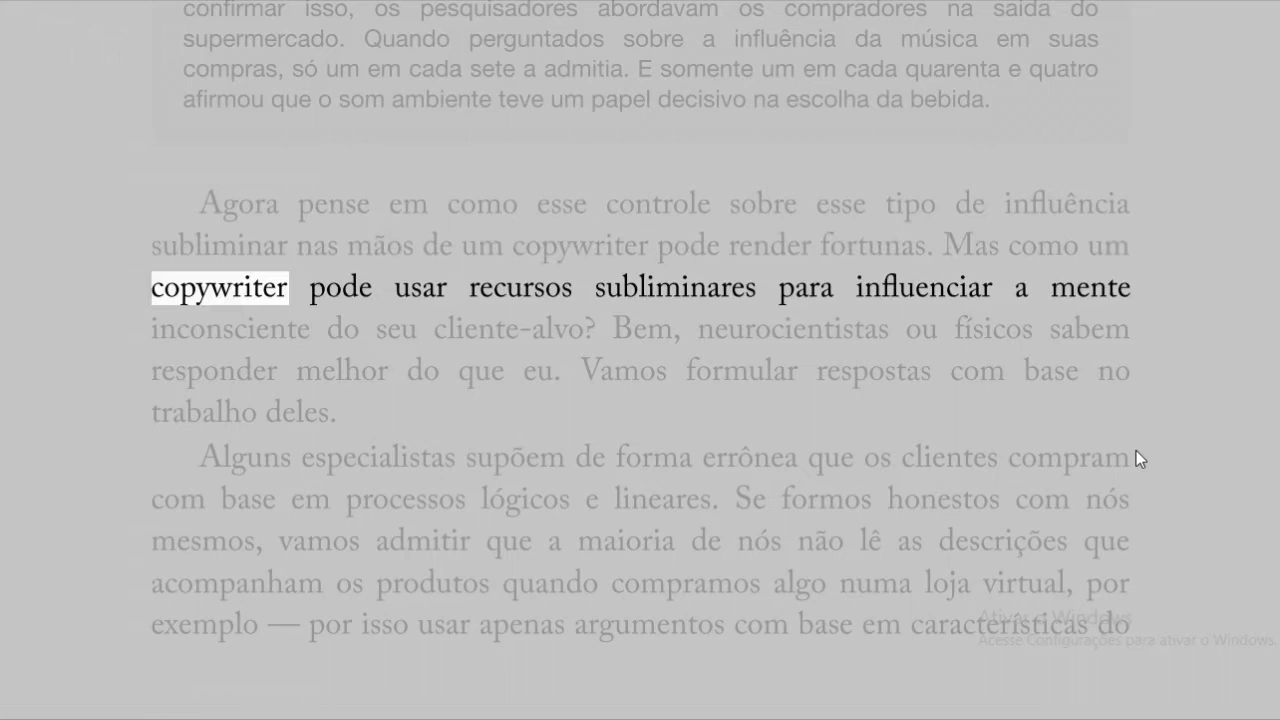 confirmar isso, os pesquisadores abordavam os compradores na saída do
supermercado. Quando perguntados sobre a influência da música em suas
compras, só um em cada sete a admitia. E somente um em cada quarenta e quatro
afirmou que o som ambiente teve um papel decisivo na escolha da bebida.
Agora pense em como esse controle sobre esse tipo de influência
subliminar nas mãos de um copywriter pode render fortunas. Mas como um
copywriter pode usar recursos subliminares para influenciar a mente
inconsciente do seu cliente-alvo? Bem, neurocientistas ou físicos sabem
responder melhor do que eu. Vamos formular respostas com base no
trabalho deles.
Alguns especialistas supõem de forma errônea que os clientes compram
com base em processos lógicos e lineares. Se formos honestos com nós
mesmos, vamos admitir que a maioria de nós não lê as descrições que
acompanham os produtos quando compramos algo numa loja virtual, por
exemplo — por isso usar apenas argumentos com base em características do
Ativar o Windows
Acesse Configurações para ativar o Windows.